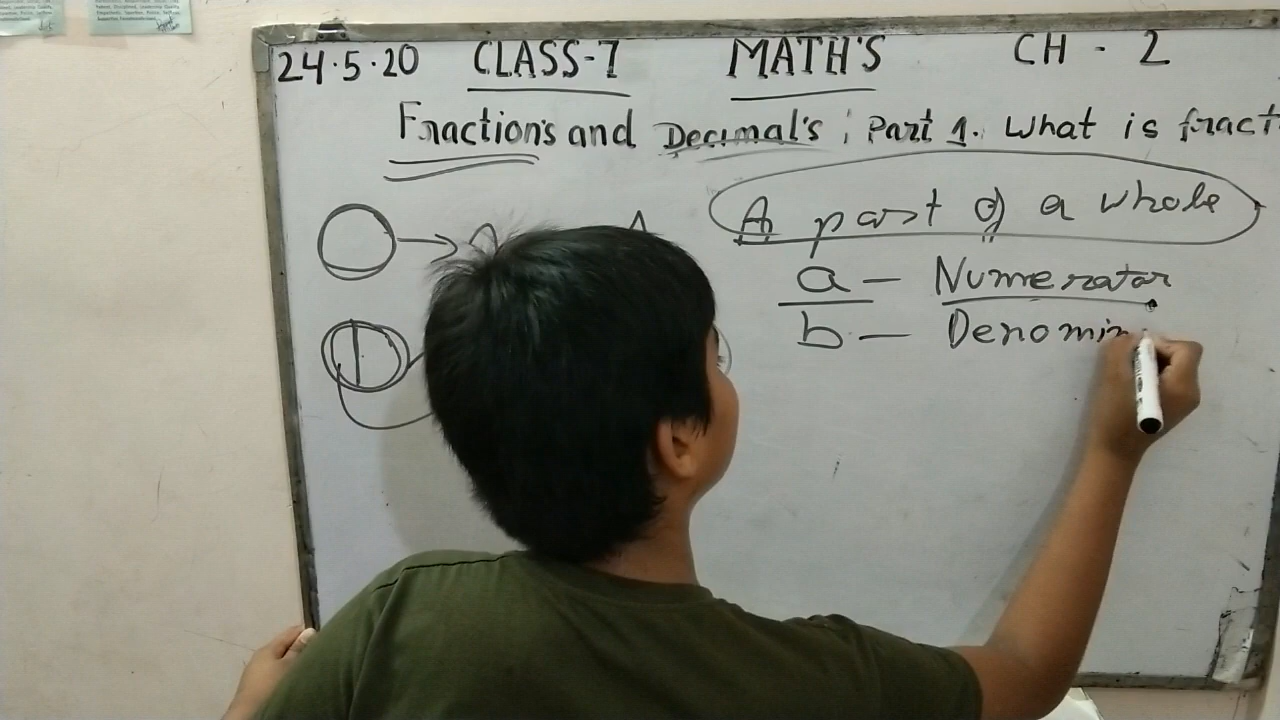 24.5.20 CLASS-7 MATH'S CH - 2
Fraction's and Decimal's : Part 1. What is fract
A part of a whole
a — Numerator
b — Denomin